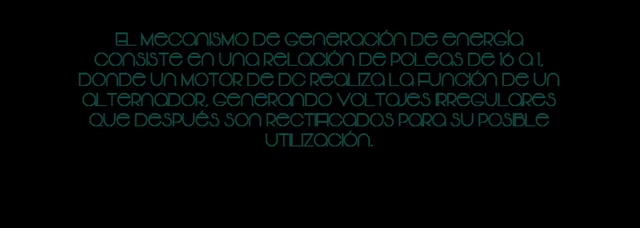 EL MECANISMO DE GENERACIÓN DE ENERGÍA
CONSISTE EN UNA RELACIÓN DE POLEAS DE 16 A 1,
DONDE UN MOTOR DE DC REALIZA LA FUNCIÓN DE UN
ALTERNADOR, GENERANDO VOLTAJES IRREGULARES
QUE DESPUÉS SON RECTIFICADOS PARA SU POSIBLE
UTILIZACIÓN.